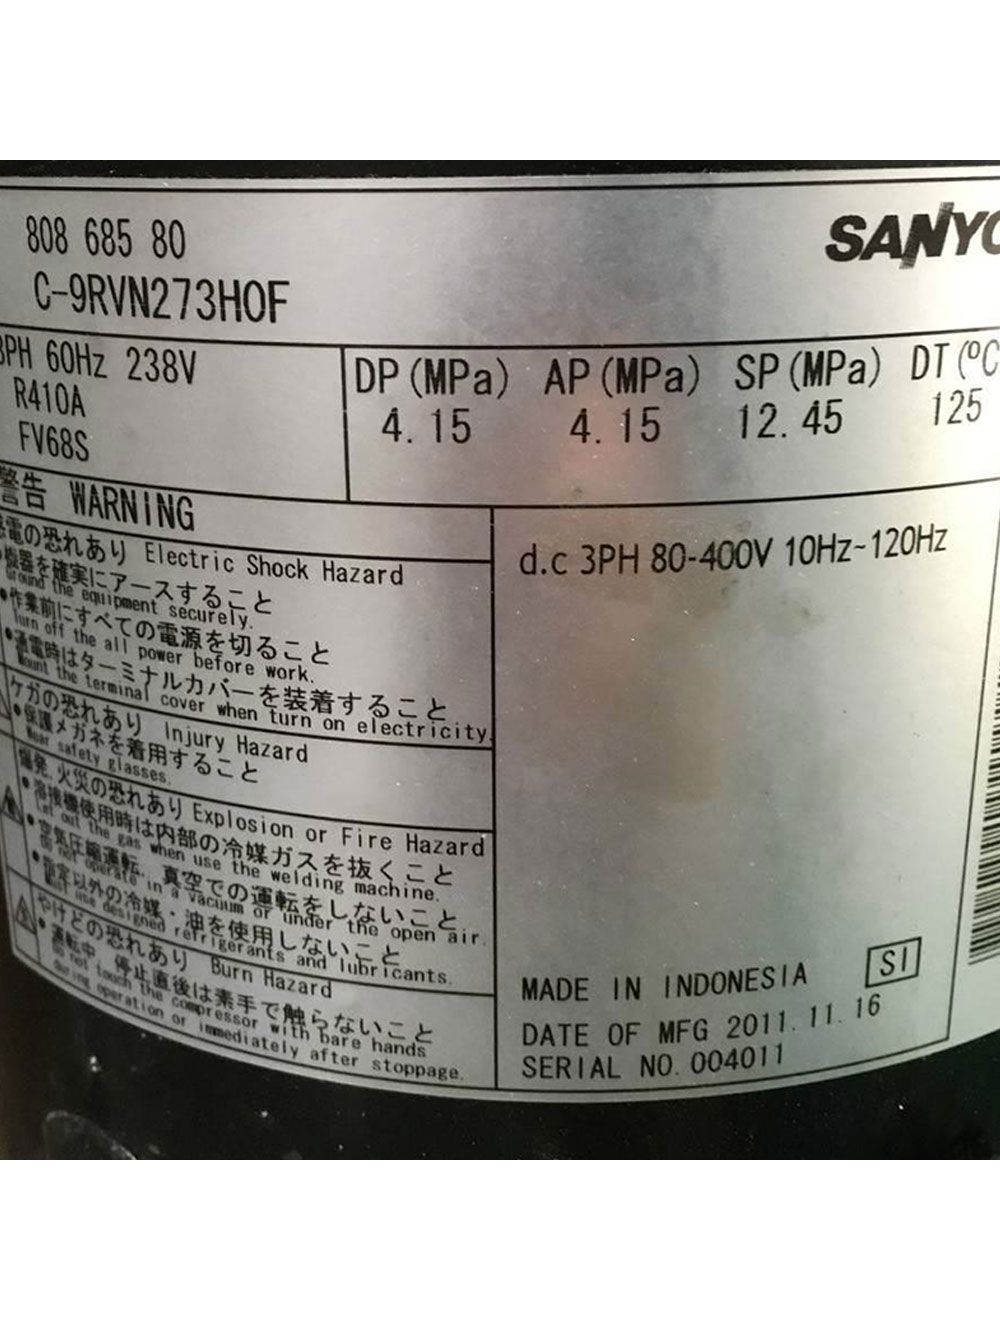 808 685 80
SANYO
C-9RVN273H0F
3PH 60Hz 238V
R410A
FV68S
DP (MPa) AP (MPa) SP (MPa) DT (ºC
4.15 4.15 12.45 125
警告 WARNING
感電の恐れあり Electric Shock Hazard
•機器を確実にアースすること
Ground the equipment securely.
•作業前にすべての電源を切ること
Turn off the all power before work.
•通電時はターミナルカバーを装着すること
Mount the terminal cover when turn on electricity.
ケガの恐れあり Injury Hazard
•保護メガネを着用すること
Wear safety glasses.
爆発,火災の恐れあり Explosion or Fire Hazard
•溶接機使用時は内部の冷媒ガスを抜くこと
Let out the gas when use the welding machine.
•空気圧縮運転、真空での運転をしないこと
Do not operate in a vacuum or under the open air.
•指定以外の冷媒・油を使用しないこと
Must use designed refrigerants and lubricants.
やけどの恐れあり Burn Hazard
•運転中、停止直後は素手で触らないこと
Do not touch the compressor with bare hands
during operation or immediately after stoppage.
d.c 3PH 80-400V 10Hz~120Hz
MADE IN INDONESIA SI
DATE OF MFG 2011.11.16
SERIAL NO. 004011